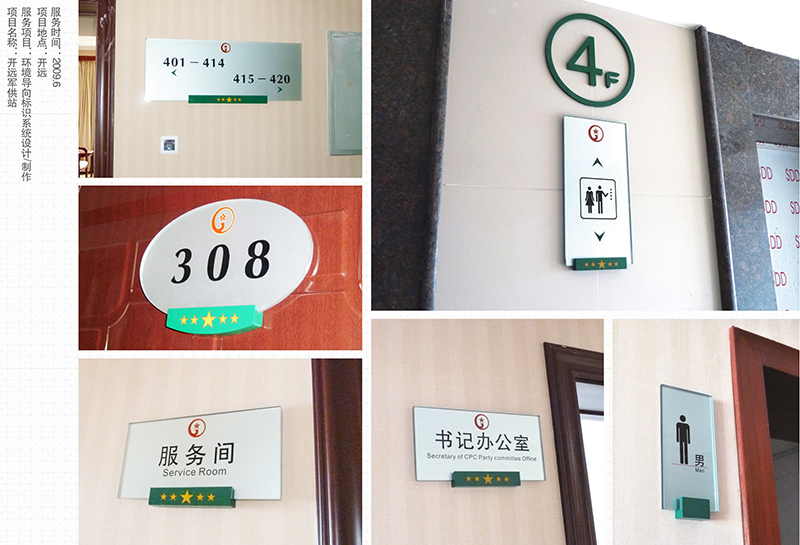 服务时间：2009.6
项目地点：开远
服务项目：环境导向标识系统设计/制作
项目名称：开远军供站
401－414
415－420
4F
SDD
308
服务间
Service Room
书记办公室
Secretary of CPC Party committee Office
男
Man